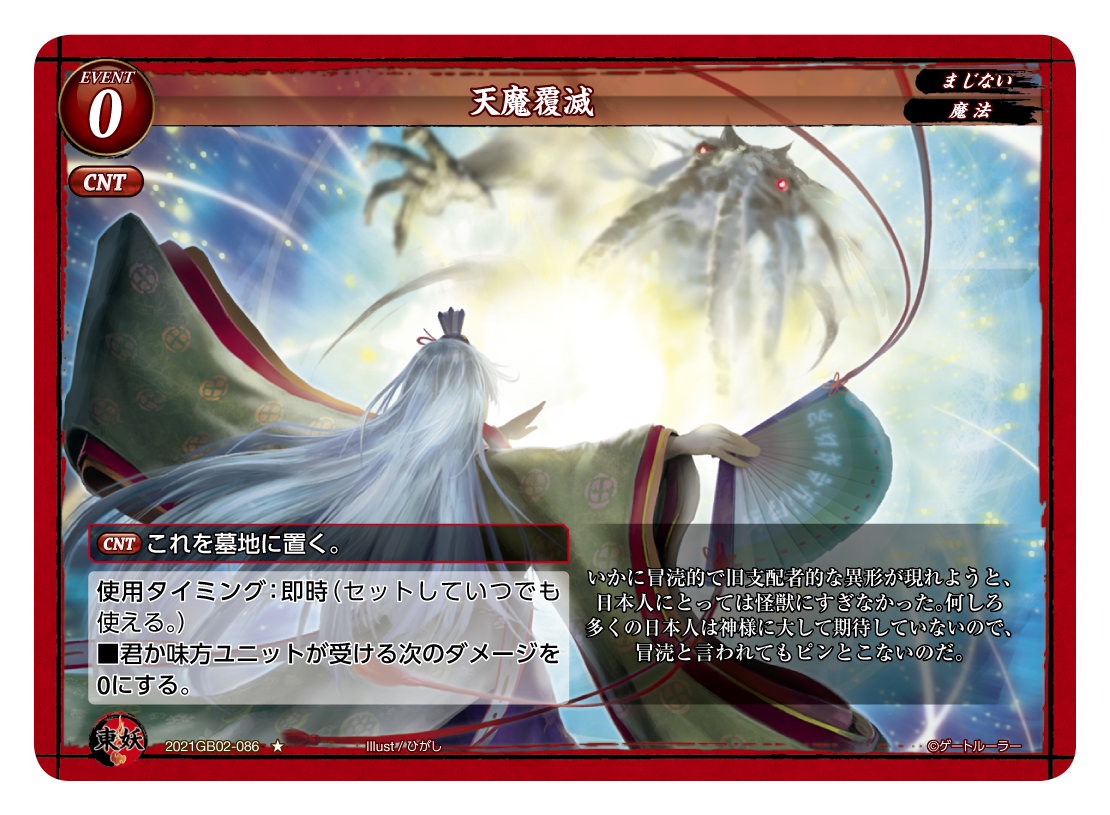 EVENT
0
天魔覆滅
まじない
魔法
CNT
CNT これを墓地に置く。
使用タイミング:即時(セットしていつでも
使える。)
■君か味方ユニットが受ける次のダメージを
0にする。
いかに冒涜的で旧支配者的な異形が現れようと、
日本人にとっては怪獣にすぎなかった。何しろ
多くの日本人は神様に大して期待していないので、
冒涜と言われてもピンとこないのだ。
東妖
2021GB02-086 ★
Illust/ひがし
©ゲートルーラー